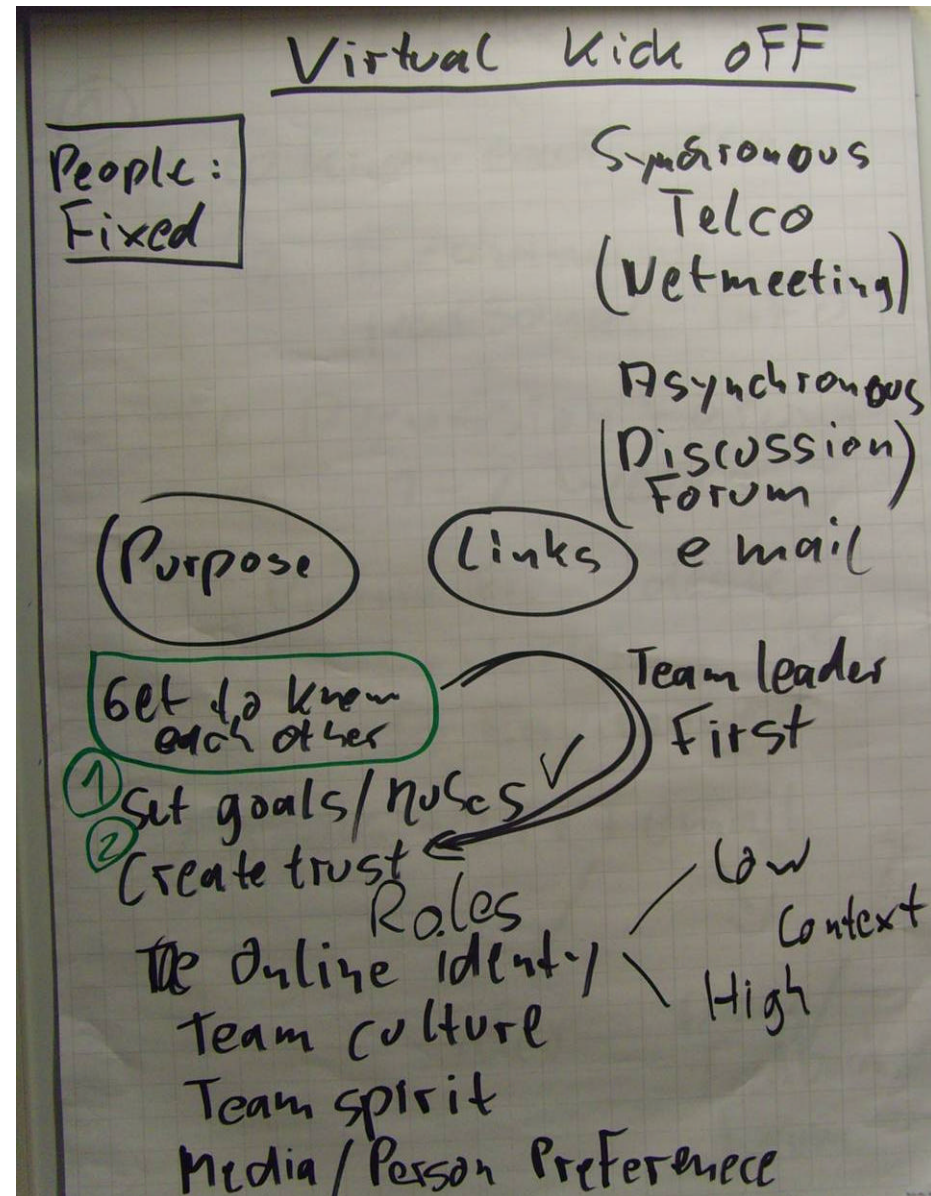 Virtual Kick oFF
People:
Fixed
Synchronous
Telco
(Netmeeting)
Asynchronous
(Discussion)
Forum
e mail
Purpose
Links
Get to know
each other
Team leader
First
1 Set goals/
2 Create trust
Roles
Online identity
Low
Context
High
Team culture
Team spirit
Media/Person Preferenece